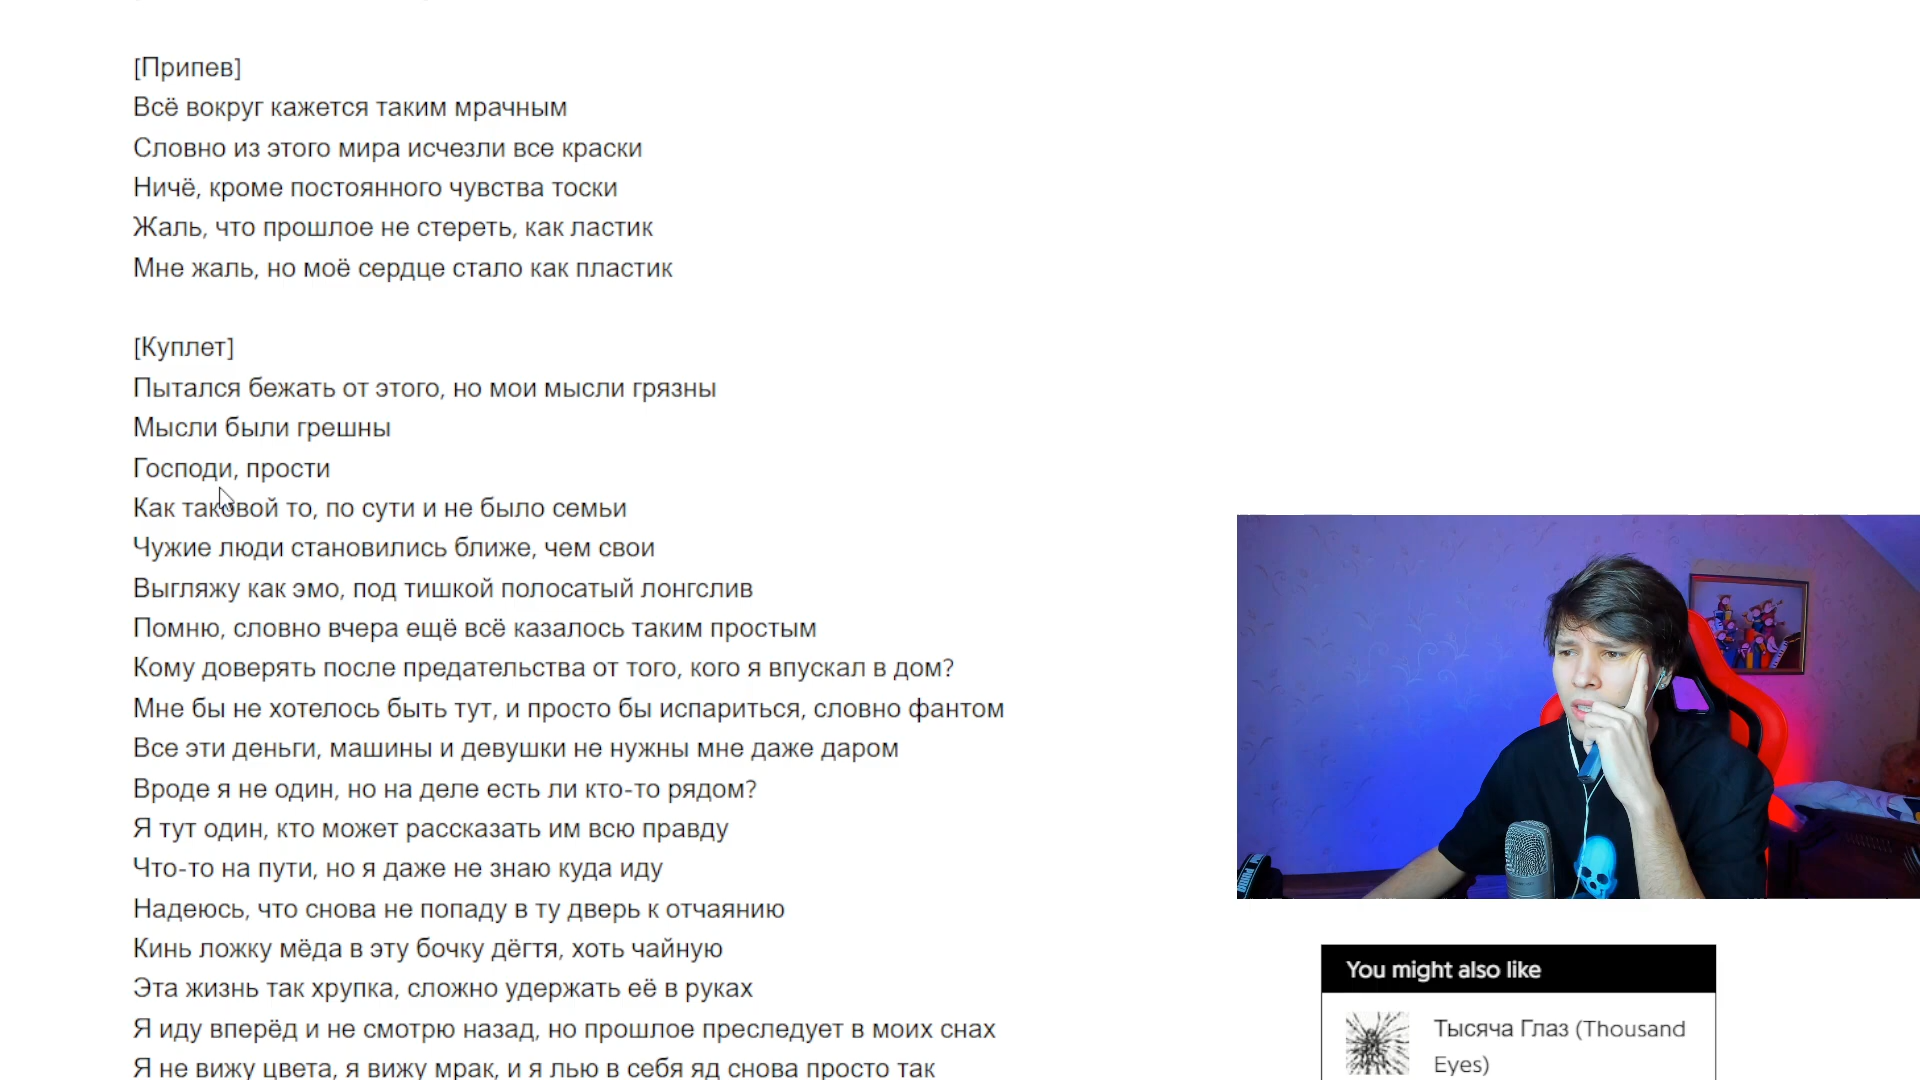 [Припев]
Всё вокруг кажется таким мрачным
Словно из этого мира исчезли все краски
Ничё, кроме постоянного чувства тоски
Жаль, что прошлое не стереть, как ластик
Мне жаль, но моё сердце стало как пластик
[Куплет]
Пытался бежать от этого, но мои мысли грязны
Мысли были грешны
Господи, прости
Как таковой то, по сути и не было семьи
Чужие люди становились ближе, чем свои
Выгляжу как эмо, под тишкой полосатый лонгслив
Помню, словно вчера ещё всё казалось таким простым
Кому доверять после предательства от того, кого я впускал в дом?
Мне бы не хотелось быть тут, и просто бы испариться, словно фантом
Все эти деньги, машины и девушки не нужны мне даже даром
Вроде я не один, но на деле есть ли кто-то рядом?
Я тут один, кто может рассказать им всю правду
Что-то на пути, но я даже не знаю куда иду
Надеюсь, что снова не попаду в ту дверь к отчаянию
Кинь ложку мёда в эту бочку дёгтя, хоть чайную
Эта жизнь так хрупка, сложно удержать её в руках
Я иду вперёд и не смотрю назад, но прошлое преследует в моих снах
Я не вижу цвета, я вижу мрак, и я лью в себя яд снова просто так
You might also like
Тысяча Глаз (Thousand
Eyes)